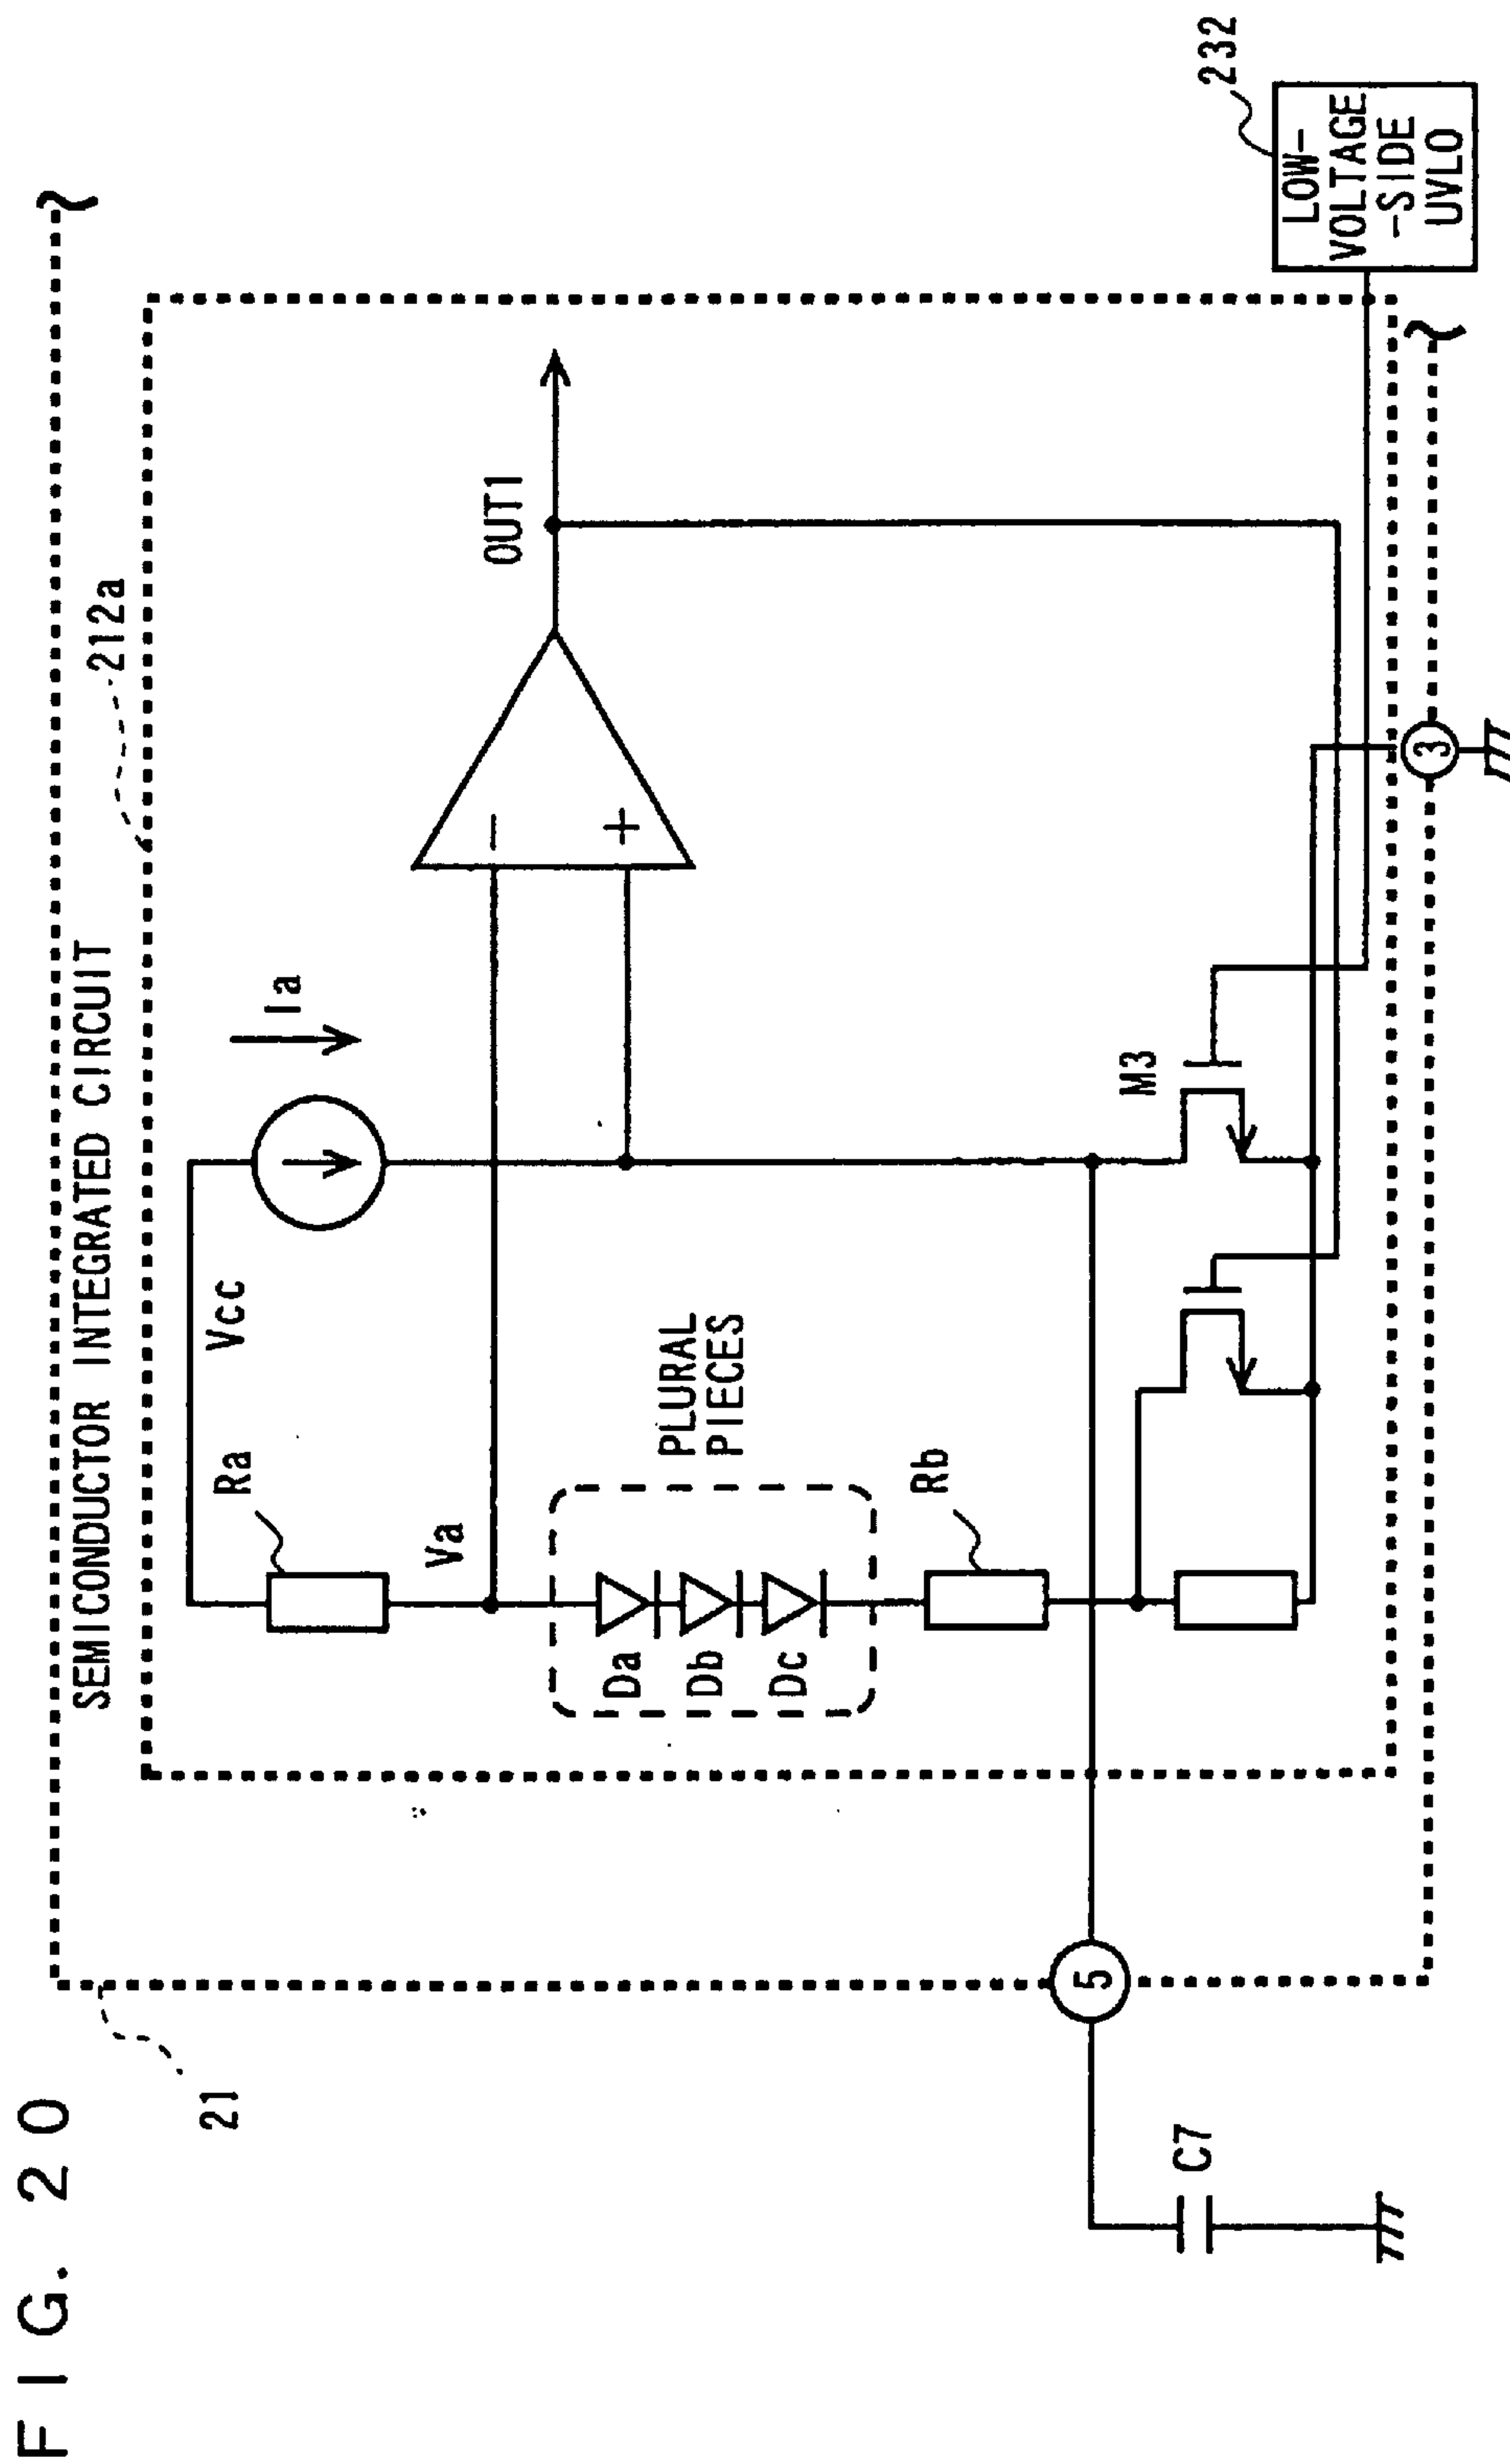 FIG. 20
21
SEMICONDUCTOR INTEGRATED CIRCUIT
212a
Vcc
Ia
Ra
Va
OUT1
PLURAL
PIECES
Da
Db
Dc
Rb
M3
5
C7
3
232
LOW-
VOLTAGE
-SIDE
UVLO
-
+